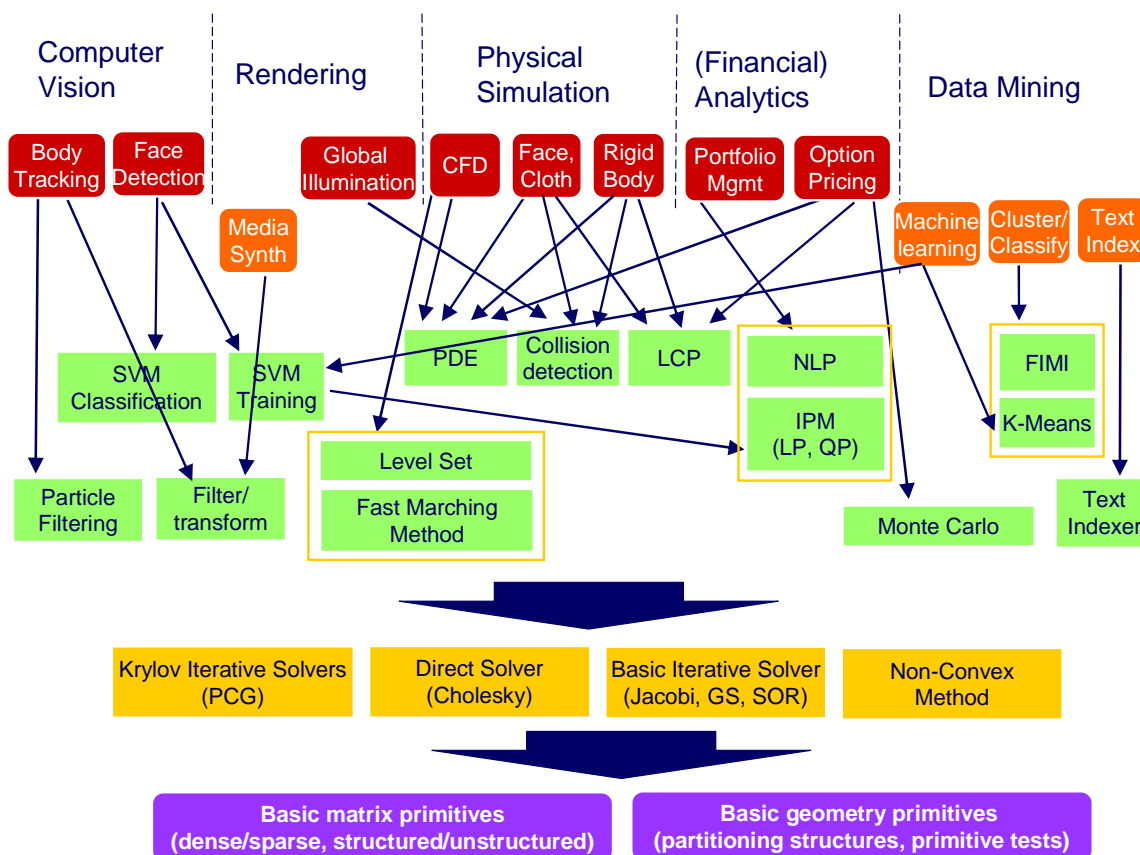 Computer
Vision
Rendering
Physical
Simulation
(Financial)
Analytics
Data Mining
Body
Tracking
Face
Detection
Global
Illumination
CFD
Face,
Cloth
Rigid
Body
Portfolio
Mgmt
Option
Pricing
Media
Synth
Machine
learning
Cluster/
Classify
Text
Index
PDE
Collision
detection
LCP
NLP
FIMI
SVM
Classification
SVM
Training
IPM
(LP, QP)
K-Means
Level Set
Particle
Filtering
Filter/
transform
Fast Marching
Method
Monte Carlo
Text
Indexer
Krylov Iterative Solvers
(PCG)
Direct Solver
(Cholesky)
Basic Iterative Solver
(Jacobi, GS, SOR)
Non-Convex
Method
Basic matrix primitives
(dense/sparse, structured/unstructured)
Basic geometry primitives
(partitioning structures, primitive tests)